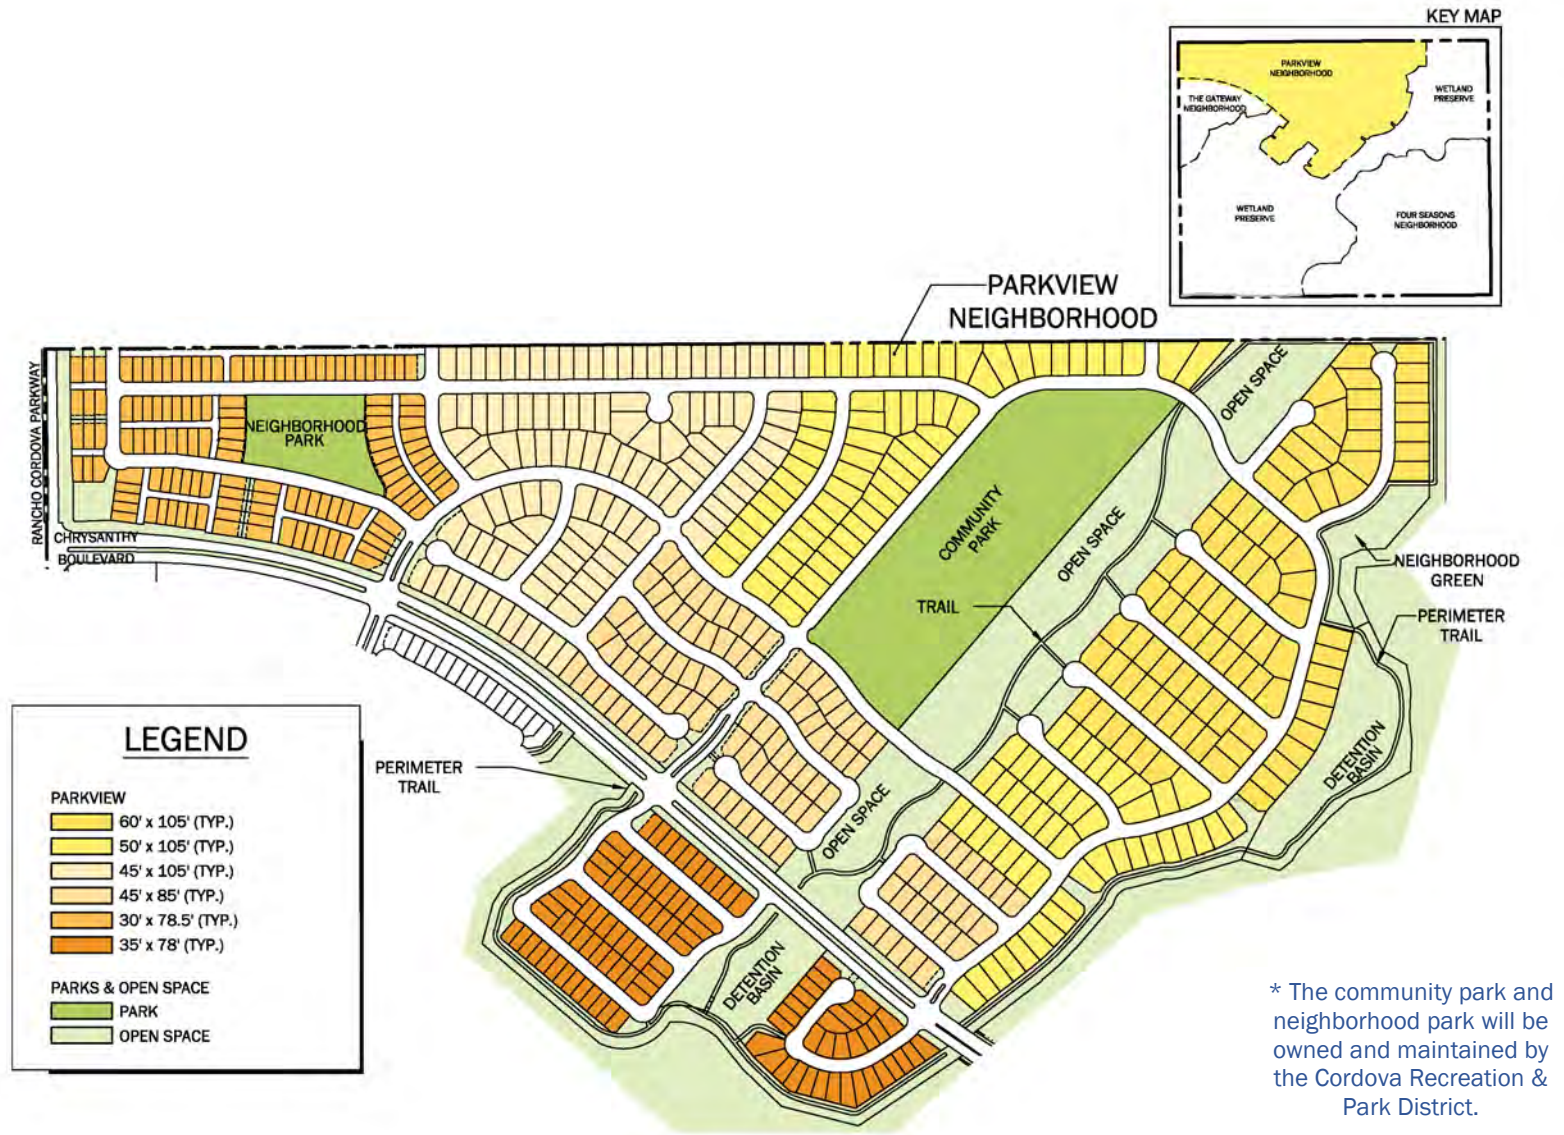 KEY MAP
PARKVIEW
NEIGHBORHOOD
THE GATEWAY
NEIGHBORHOOD
WETLAND
PRESERVE
WETLAND
PRESERVE
FOUR SEASONS
NEIGHBORHOOD
PARKVIEW
NEIGHBORHOOD
RANCHO CORDOVA PARKWAY
NEIGHBORHOOD
PARK
OPEN SPACE
COMMUNITY
PARK
OPEN SPACE
CHRYSANTHY
BOULEVARD
TRAIL
NEIGHBORHOOD
GREEN
PERIMETER
TRAIL
DETENTION
BASIN
PERIMETER
TRAIL
OPEN SPACE
DETENTION
BASIN
LEGEND
PARKVIEW
60' x 105' (TYP.)
50' x 105' (TYP.)
45' x 105' (TYP.)
45' x 85' (TYP.)
30' x 78.5' (TYP.)
35' x 78' (TYP.)
PARKS & OPEN SPACE
PARK
OPEN SPACE
* The community park and
neighborhood park will be
owned and maintained by
the Cordova Recreation &
Park District.